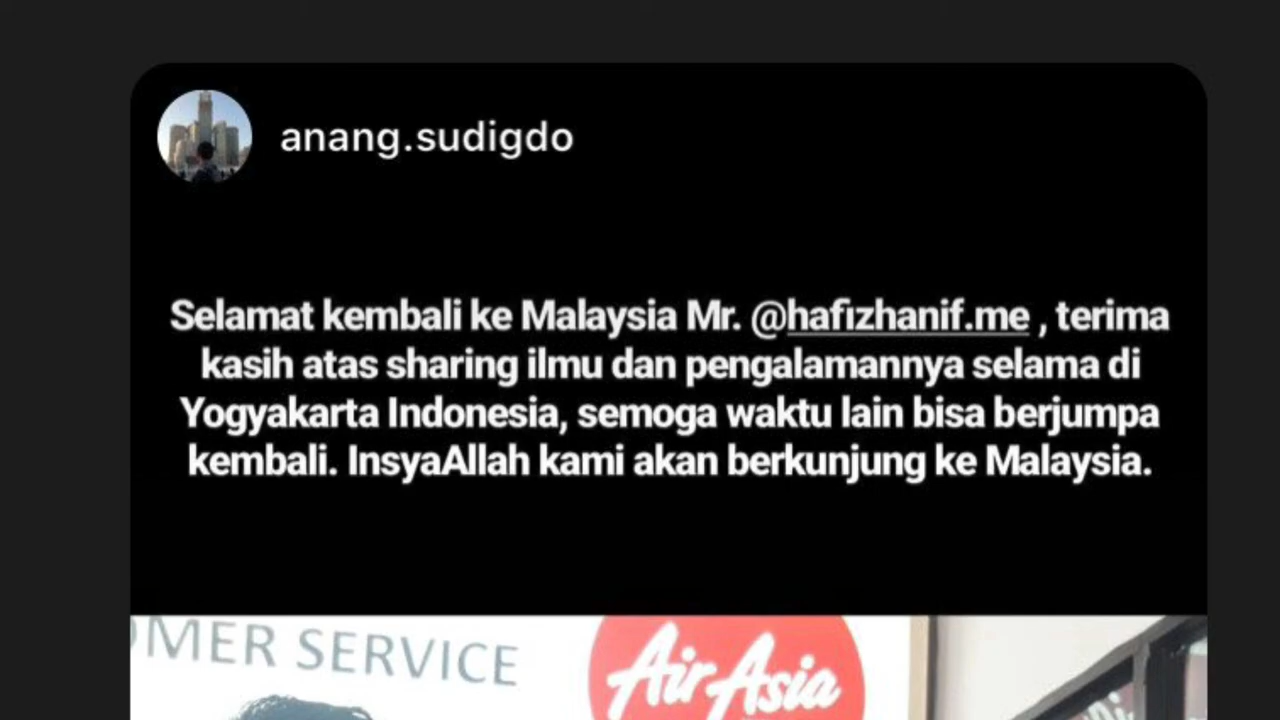 anang.sudigdo
Selamat kembali ke Malaysia Mr. @hafizhanif.me , terima
kasih atas sharing ilmu dan pengalamannya selama di
Yogyakarta Indonesia, semoga waktu lain bisa berjumpa
kembali. InsyaAllah kami akan berkunjung ke Malaysia.
OMER SERVICE
AirAsia